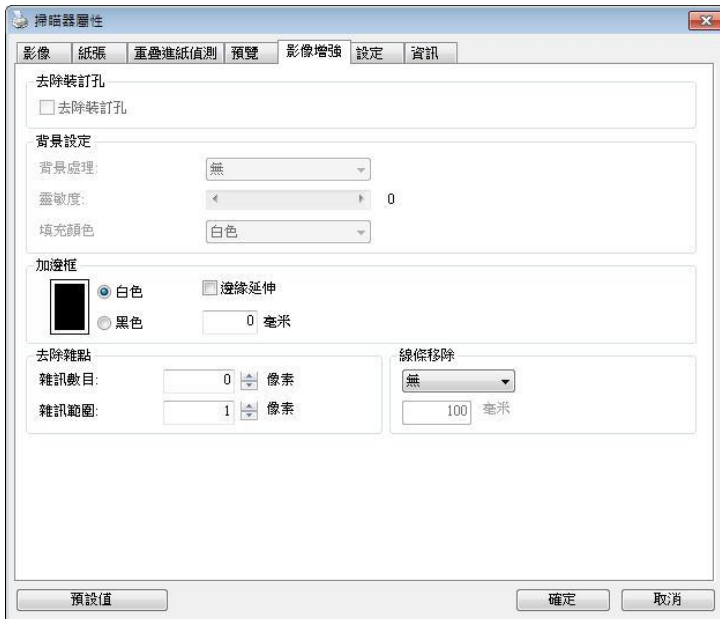 掃瞄器屬性
影像 紙張 重疊進紙偵測 預覽 影像增強 設定 資訊
去除裝訂孔
去除裝訂孔
背景設定
背景處理: 無
靈敏度: 0
填充顏色 白色
加邊框
白色 邊緣延伸
黑色 0 毫米
去除雜點 線條移除
雜訊數目: 0 像素 無
雜訊範圍: 1 像素 100 毫米
預設值 確定 取消